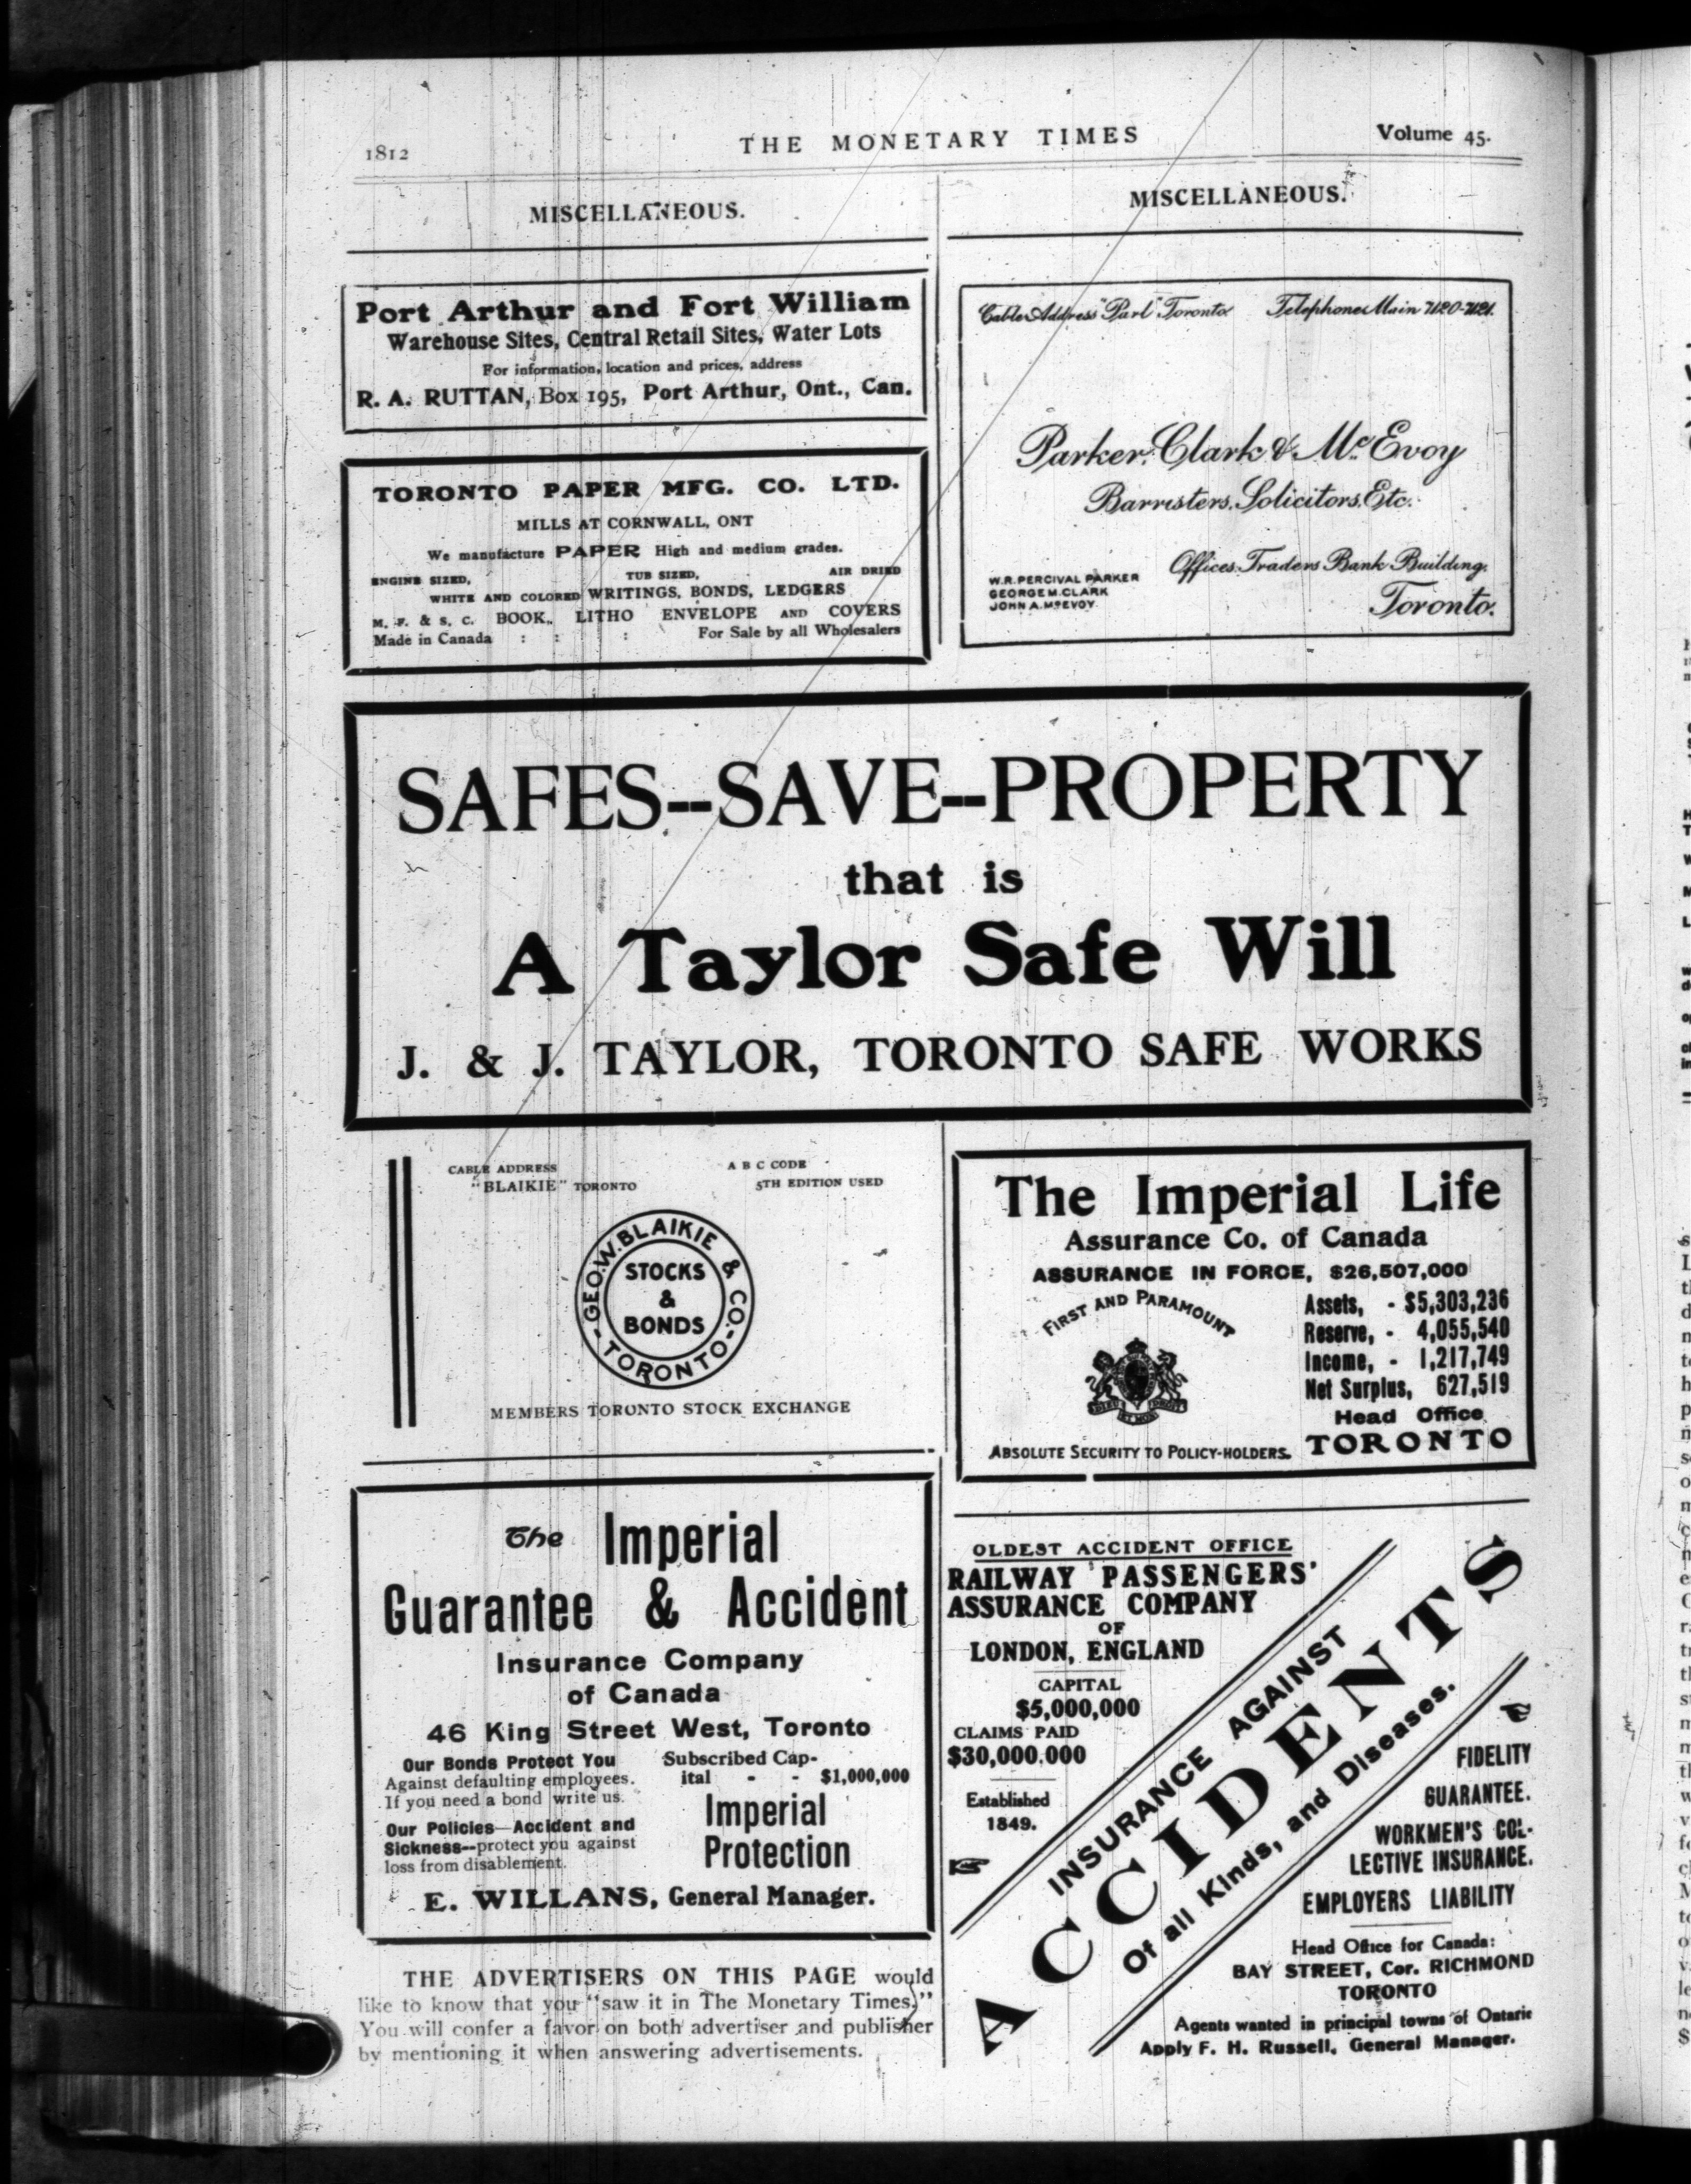 1812
THE MONETARY TIMES
Volume 45.
MISCELLANEOUS.
Port Arthur and Fort William
Warehouse Sites, Central Retail Sites, Water Lots
For information, location and prices, address
R. A. RUTTAN, Box 195, Port Arthur, Ont., Can.
TORONTO PAPER MFG. CO. LTD.
MILLS AT CORNWALL, ONT
We manufacture PAPER High and medium grades.
ENGINE SIZED, TUB SIZED, AIR DRIED
WHITE AND COLORED WRITINGS, BONDS, LEDGERS
M. F. & S. C. BOOK, LITHO ENVELOPE AND COVERS
Made in Canada : : : For Sale by all Wholesalers
MISCELLANEOUS.
Cable Address "Parl" Toronto Telephones Main 7120-7121.
Parker, Clark & McEvoy
Barristers, Solicitors, Etc.
Offices: Traders Bank Building.
Toronto.
W. R. PERCIVAL PARKER
GEORGE M. CLARK
JOHN A. McEVOY
SAFES--SAVE--PROPERTY
that is
A Taylor Safe Will
J. & J. TAYLOR, TORONTO SAFE WORKS
CABLE ADDRESS
"BLAIKIE" TORONTO
A B C CODE
5TH EDITION USED
GEO. W. BLAIKIE & CO.
STOCKS
&
BONDS
TORONTO
MEMBERS TORONTO STOCK EXCHANGE
The Imperial Life
Assurance Co. of Canada
ASSURANCE IN FORCE, $26,507,000
FIRST AND PARAMOUNT
Assets, - $5,303,236
Reserve, - 4,055,540
Income, - 1,217,749
Net Surplus, 627,519
Head Office
TORONTO
ABSOLUTE SECURITY TO POLICY-HOLDERS.
The Imperial
Guarantee & Accident
Insurance Company
of Canada
46 King Street West, Toronto
Our Bonds Protect You
Against defaulting employees.
If you need a bond write us.
Our Policies—Accident and
Sickness--protect you against
loss from disablement.
Subscribed Cap-
ital - - $1,000,000
Imperial
Protection
E. WILLANS, General Manager.
THE ADVERTISERS ON THIS PAGE would
like to know that you "saw it in The Monetary Times."
You will confer a favor on both advertiser and publisher
by mentioning it when answering advertisements.
OLDEST ACCIDENT OFFICE
RAILWAY PASSENGERS'
ASSURANCE COMPANY
OF
LONDON, ENGLAND
CAPITAL
$5,000,000
CLAIMS PAID
$30,000.000
Established
1849.
INSURANCE AGAINST
ACCIDENTS
Of all Kinds, and Diseases.
FIDELITY
GUARANTEE.
WORKMEN'S COL-
LECTIVE INSURANCE.
EMPLOYERS LIABILITY
Head Office for Canada:
BAY STREET, Cor. RICHMOND
TORONTO
Agents wanted in principal towns of Ontario
Apply F. H. Russell, General Manager.